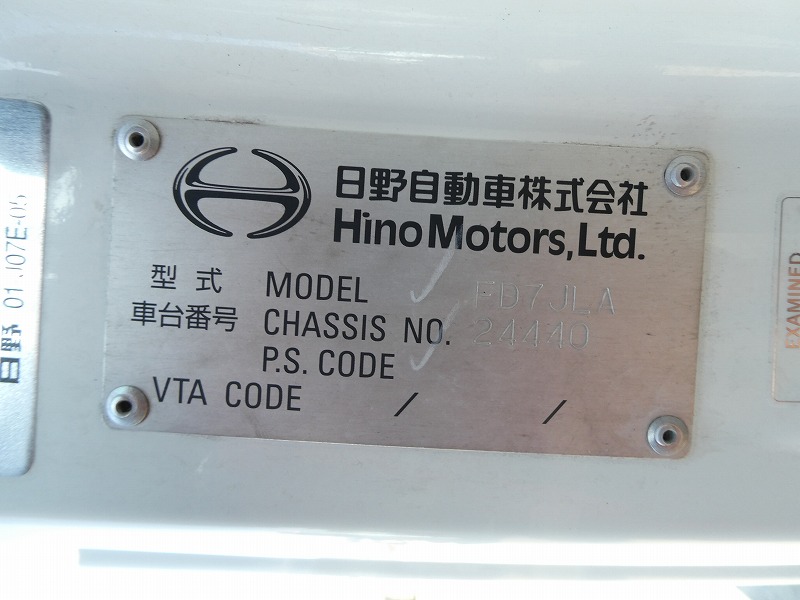 日野自動車株式会社
Hino Motors, Ltd.
型式 MODEL FD7JLA
車台番号 CHASSIS NO. 24440
P.S. CODE
VTA CODE / /
日野 01 J07E-05
EXAMINED